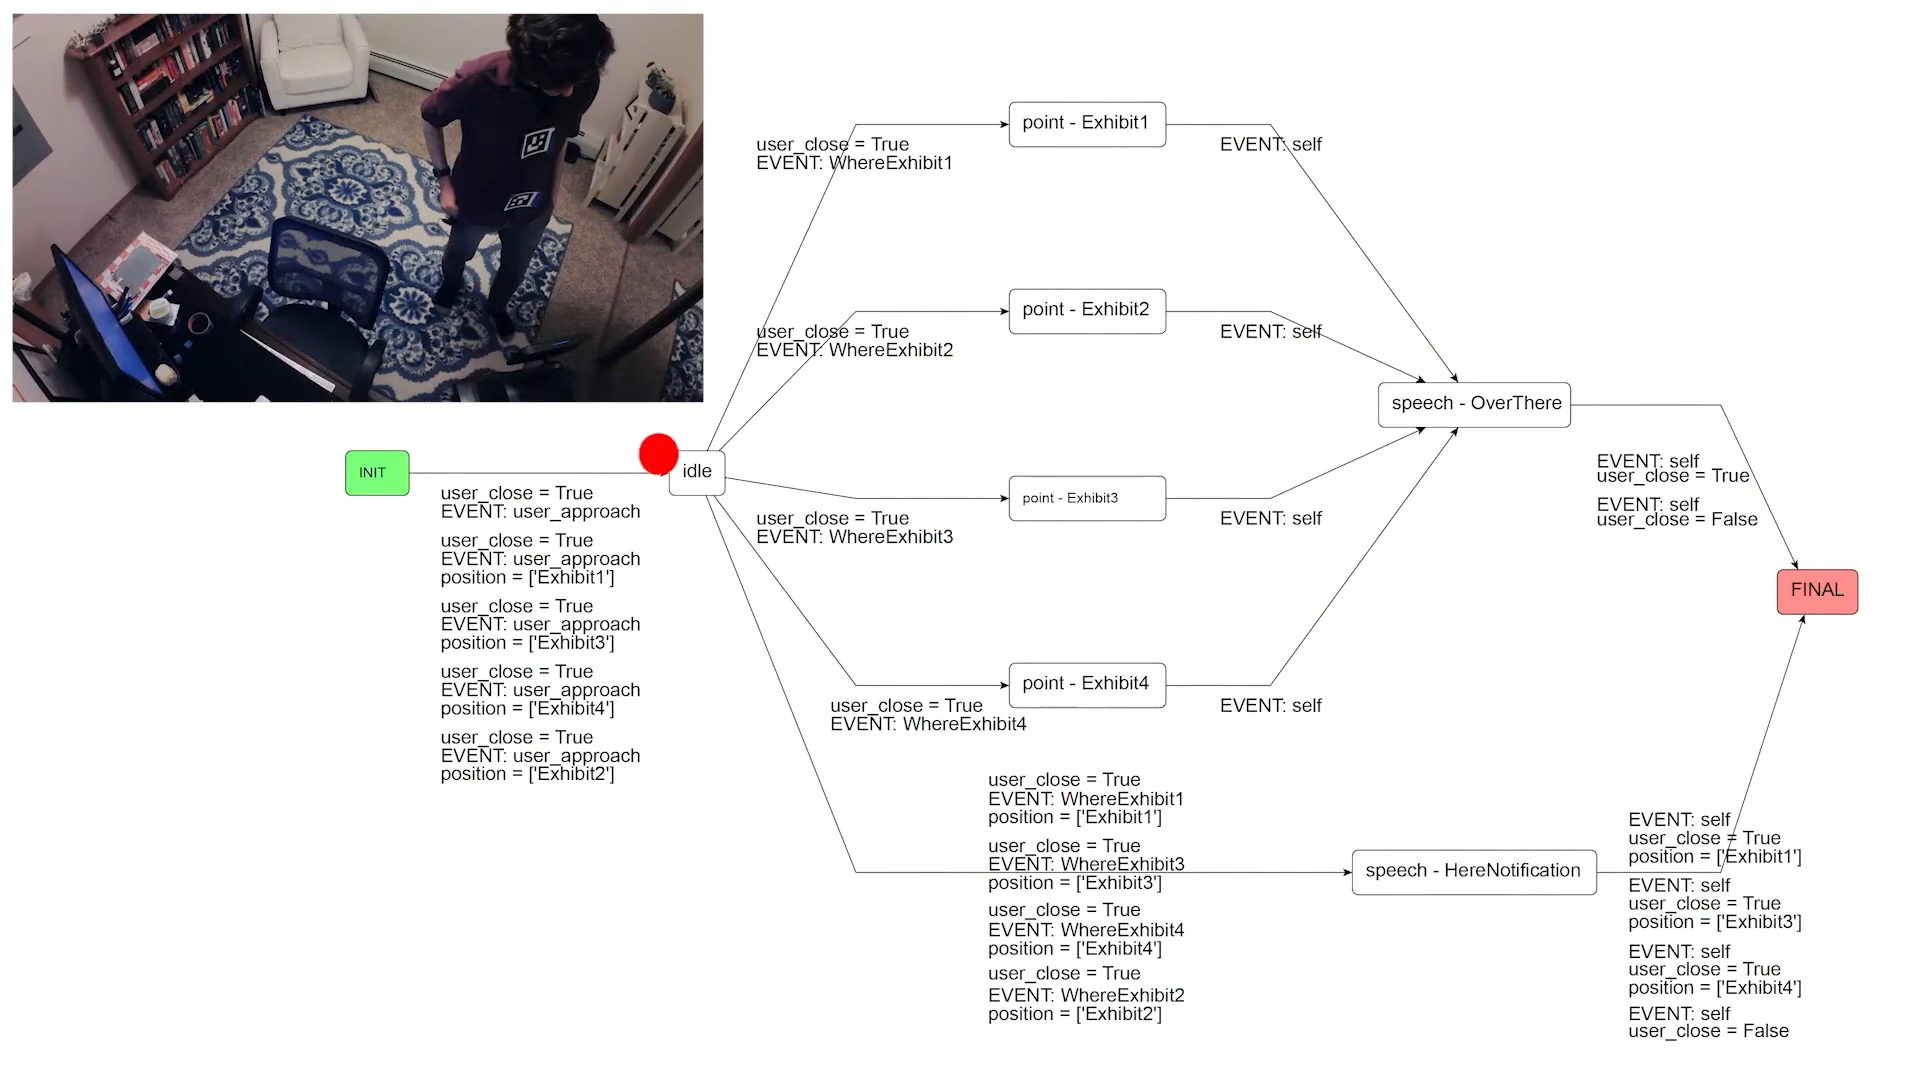 point - Exhibit1
user_close = True
EVENT: WhereExhibit1
EVENT: self
point - Exhibit2
user_close = True
EVENT: WhereExhibit2
EVENT: self
speech - OverThere
INIT
idle
EVENT: self
user_close = True
EVENT: self
user_close = False
user_close = True
EVENT: user_approach
user_close = True
EVENT: user_approach
position = ['Exhibit1']
user_close = True
EVENT: user_approach
position = ['Exhibit3']
user_close = True
EVENT: user_approach
position = ['Exhibit4']
user_close = True
EVENT: user_approach
position = ['Exhibit2']
point - Exhibit3
user_close = True
EVENT: WhereExhibit3
EVENT: self
FINAL
point - Exhibit4
user_close = True
EVENT: WhereExhibit4
EVENT: self
user_close = True
EVENT: WhereExhibit1
position = ['Exhibit1']
user_close = True
EVENT: WhereExhibit3
position = ['Exhibit3']
user_close = True
EVENT: WhereExhibit4
position = ['Exhibit4']
user_close = True
EVENT: WhereExhibit2
position = ['Exhibit2']
speech - HereNotification
EVENT: self
user_close = True
position = ['Exhibit1']
EVENT: self
user_close = True
position = ['Exhibit3']
EVENT: self
user_close = True
position = ['Exhibit4']
EVENT: self
user_close = False